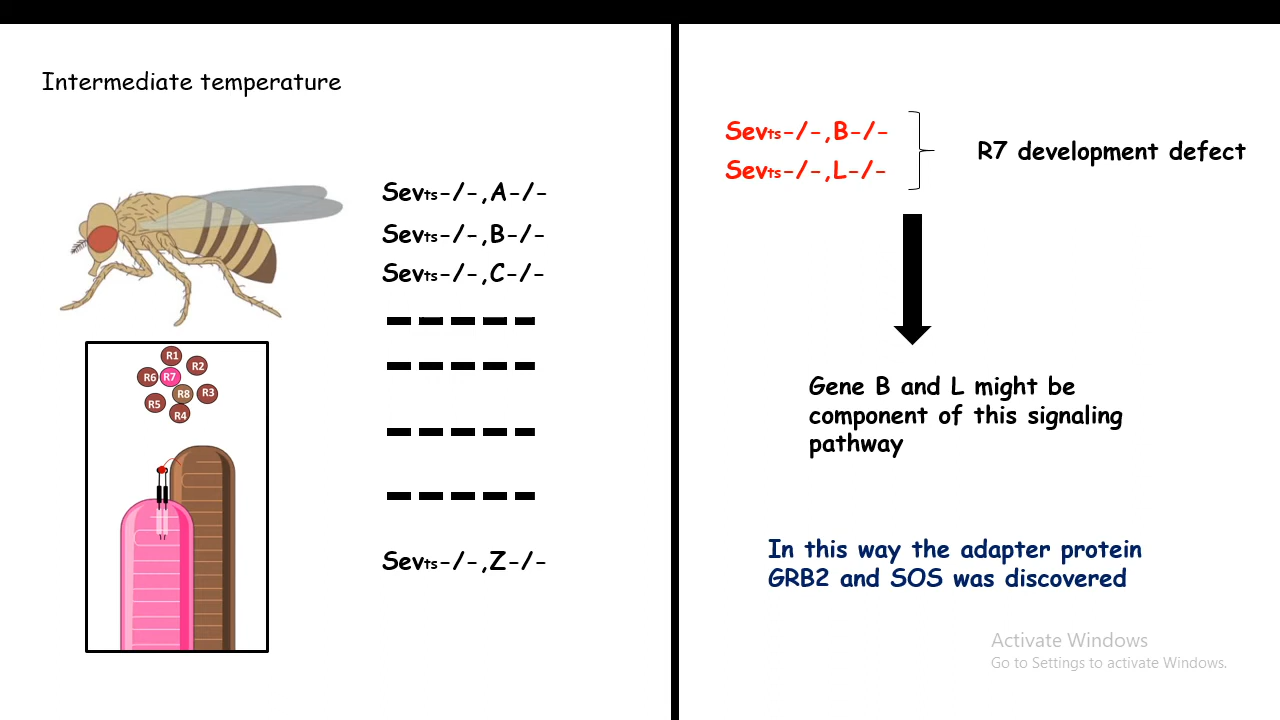 Intermediate temperature
Sevts-/-,A-/-
Sevts-/-,B-/-
Sevts-/-,C-/-
Sevts-/-,Z-/-
R1
R2
R6
R7
R8
R3
R5
R4
Sevts-/-,B-/-
Sevts-/-,L-/-
R7 development defect
Gene B and L might be
component of this signaling
pathway
In this way the adapter protein
GRB2 and SOS was discovered
Activate Windows
Go to Settings to activate Windows.